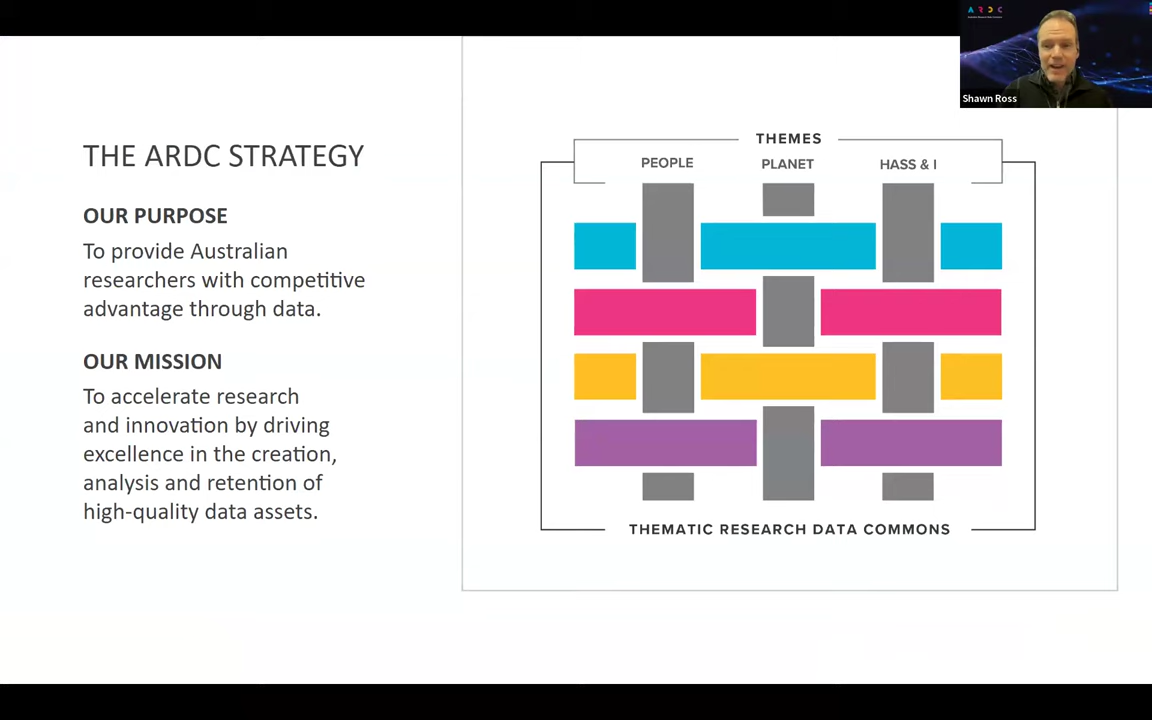 A R D C
Shawn Ross
THE ARDC STRATEGY
OUR PURPOSE
To provide Australian
researchers with competitive
advantage through data.
OUR MISSION
To accelerate research
and innovation by driving
excellence in the creation,
analysis and retention of
high-quality data assets.
THEMES
PEOPLE
PLANET
HASS & I
THEMATIC RESEARCH DATA COMMONS